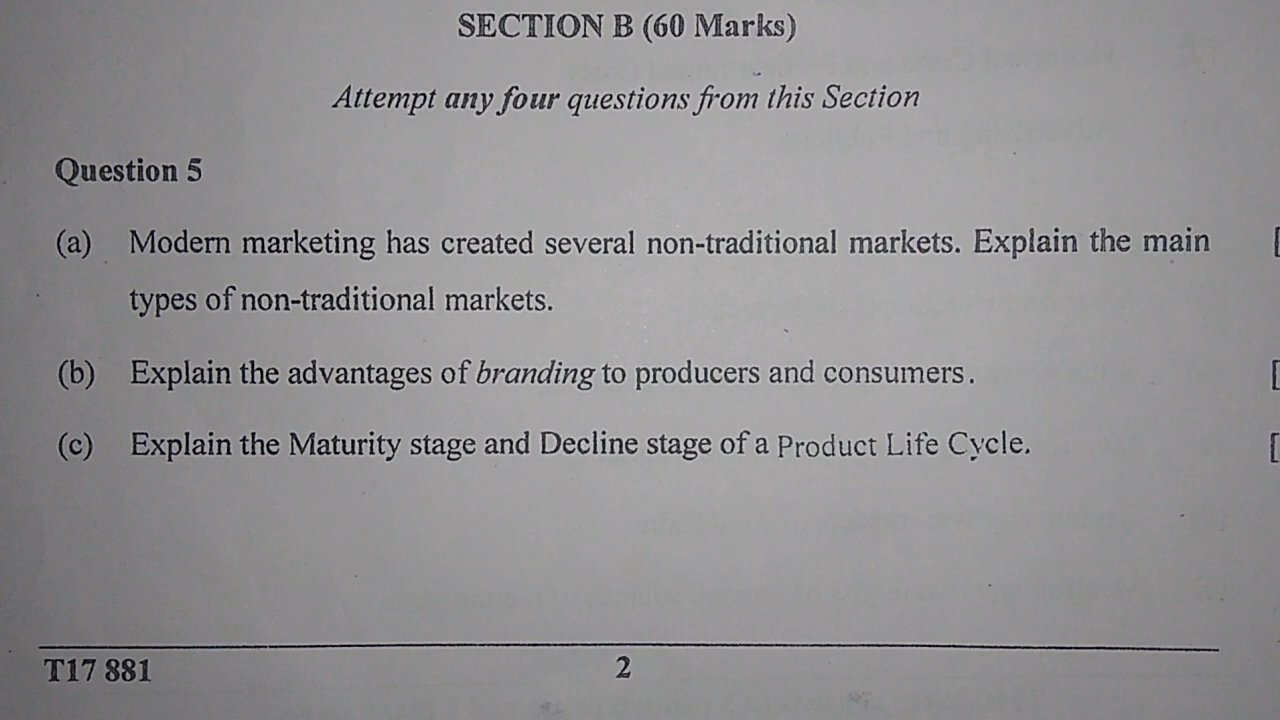 SECTION B (60 Marks)
Attempt any four questions from this Section
Question 5
(a) Modern marketing has created several non-traditional markets. Explain the main [
types of non-traditional markets.
(b) Explain the advantages of branding to producers and consumers. [
(c) Explain the Maturity stage and Decline stage of a Product Life Cycle. [
T17 881 2